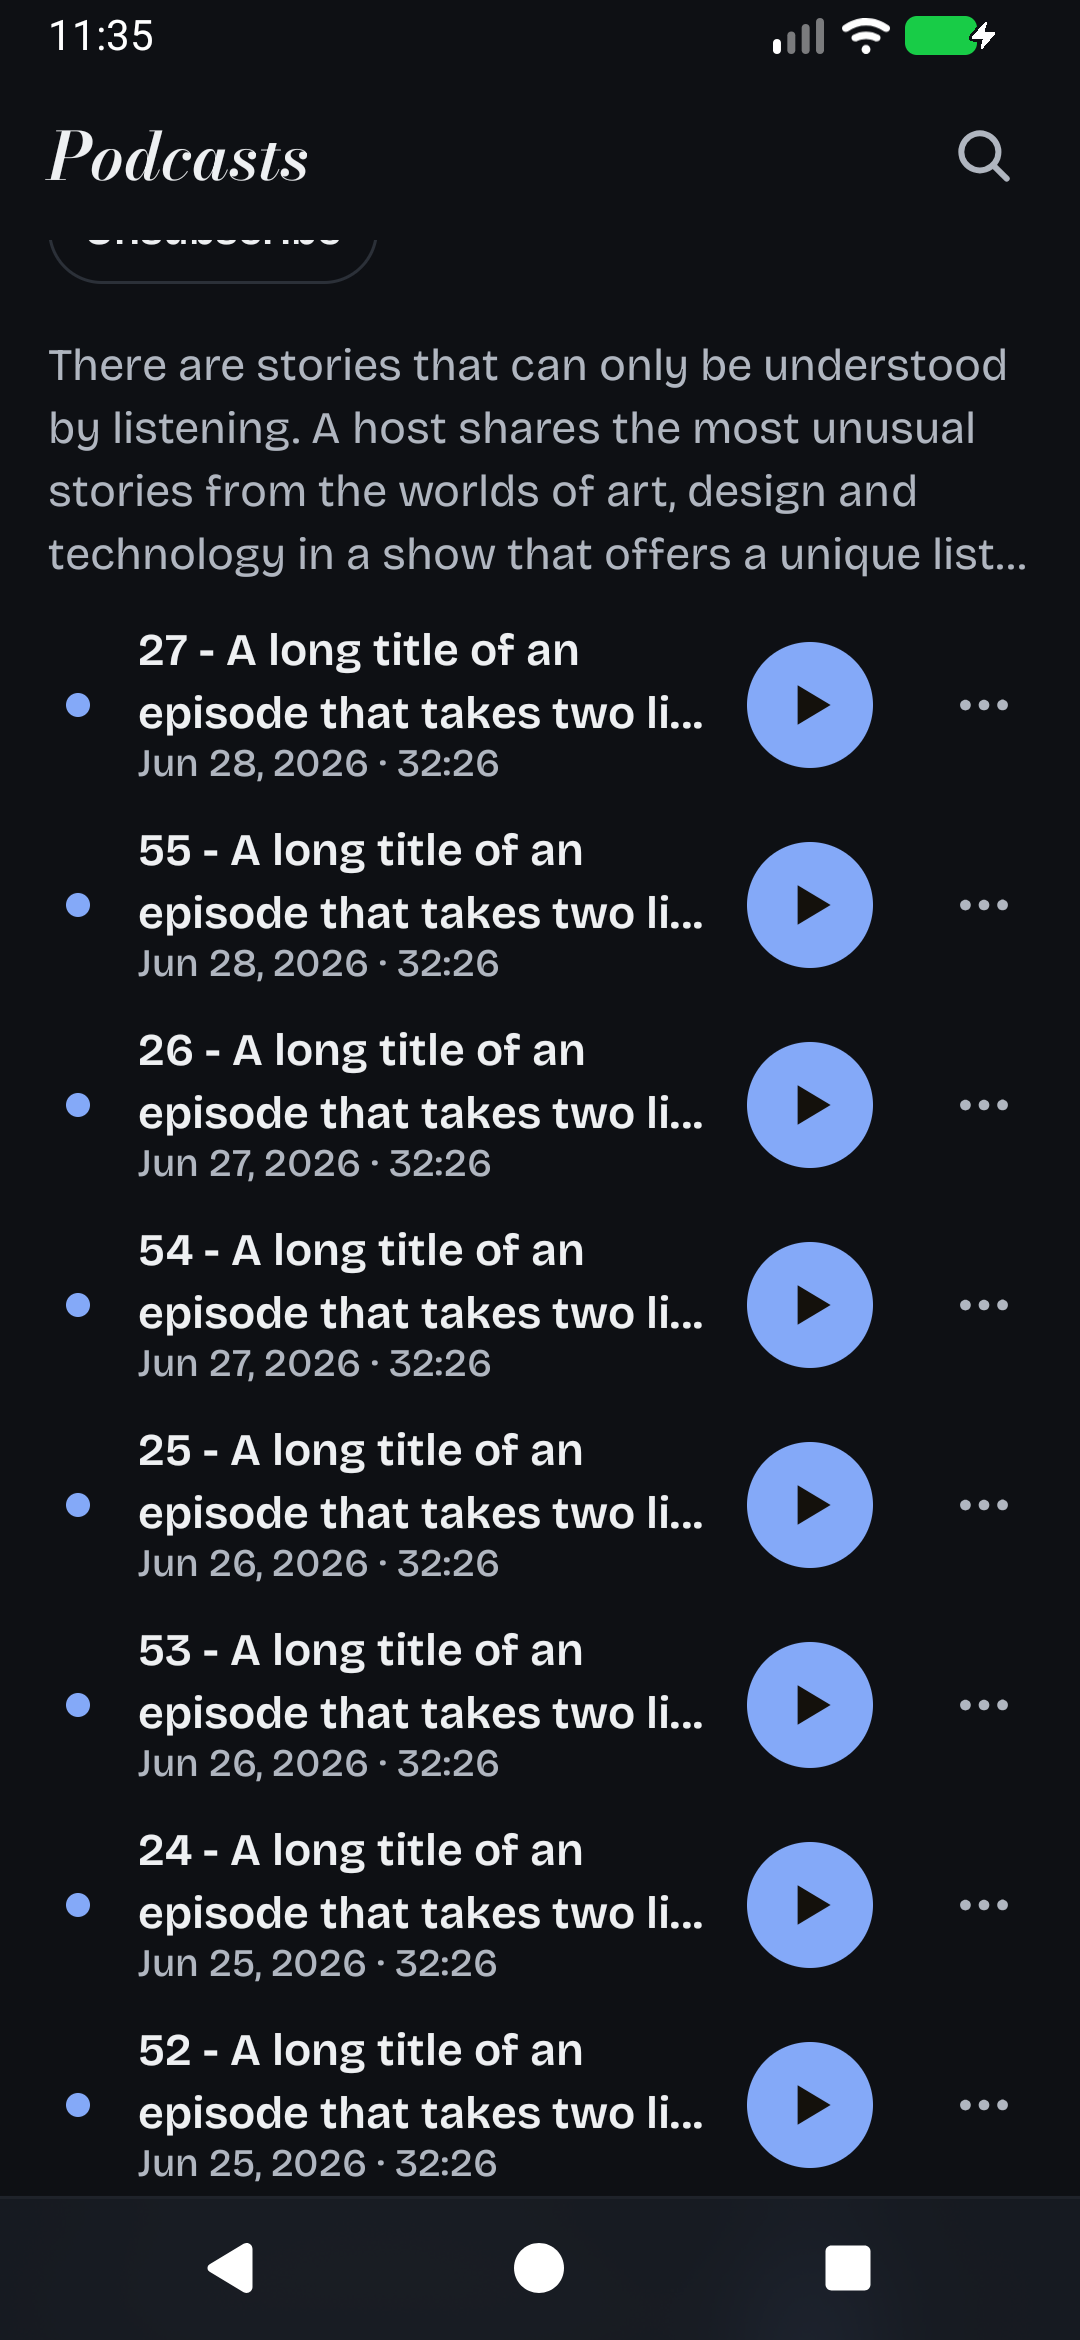 11:35
Podcasts
Unsubscribe
There are stories that can only be understood
by listening. A host shares the most unusual
stories from the worlds of art, design and
technology in a show that offers a unique list...
27 - A long title of an
episode that takes two li...
Jun 28, 2026 · 32:26
55 - A long title of an
episode that takes two li...
Jun 28, 2026 · 32:26
26 - A long title of an
episode that takes two li...
Jun 27, 2026 · 32:26
54 - A long title of an
episode that takes two li...
Jun 27, 2026 · 32:26
25 - A long title of an
episode that takes two li...
Jun 26, 2026 · 32:26
53 - A long title of an
episode that takes two li...
Jun 26, 2026 · 32:26
24 - A long title of an
episode that takes two li...
Jun 25, 2026 · 32:26
52 - A long title of an
episode that takes two li...
Jun 25, 2026 · 32:26